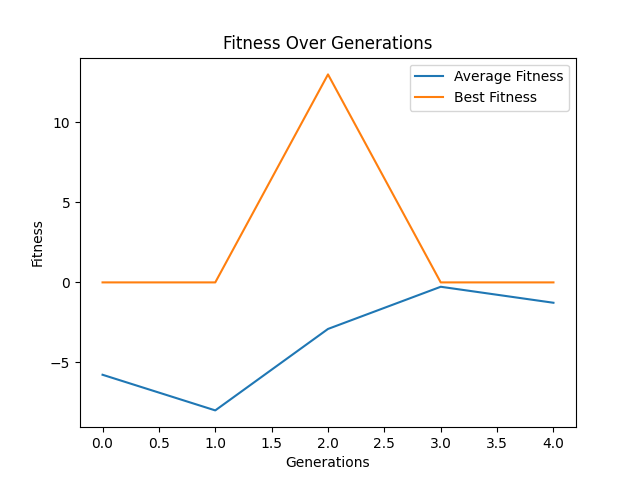 Fitness Over Generations
Average Fitness
Best Fitness
10
5
0
−5
Fitness
0.0 0.5 1.0 1.5 2.0 2.5 3.0 3.5 4.0
Generations